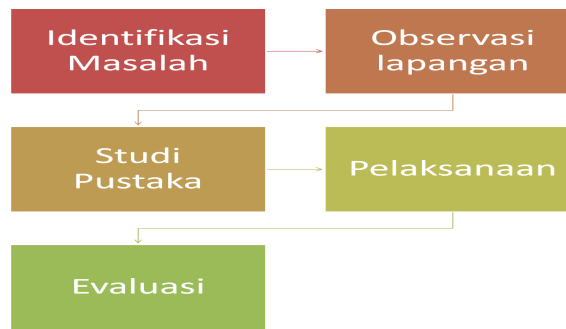 Identifikasi
Masalah
Observasi
lapangan
Studi
Pustaka
Pelaksanaan
Evaluasi